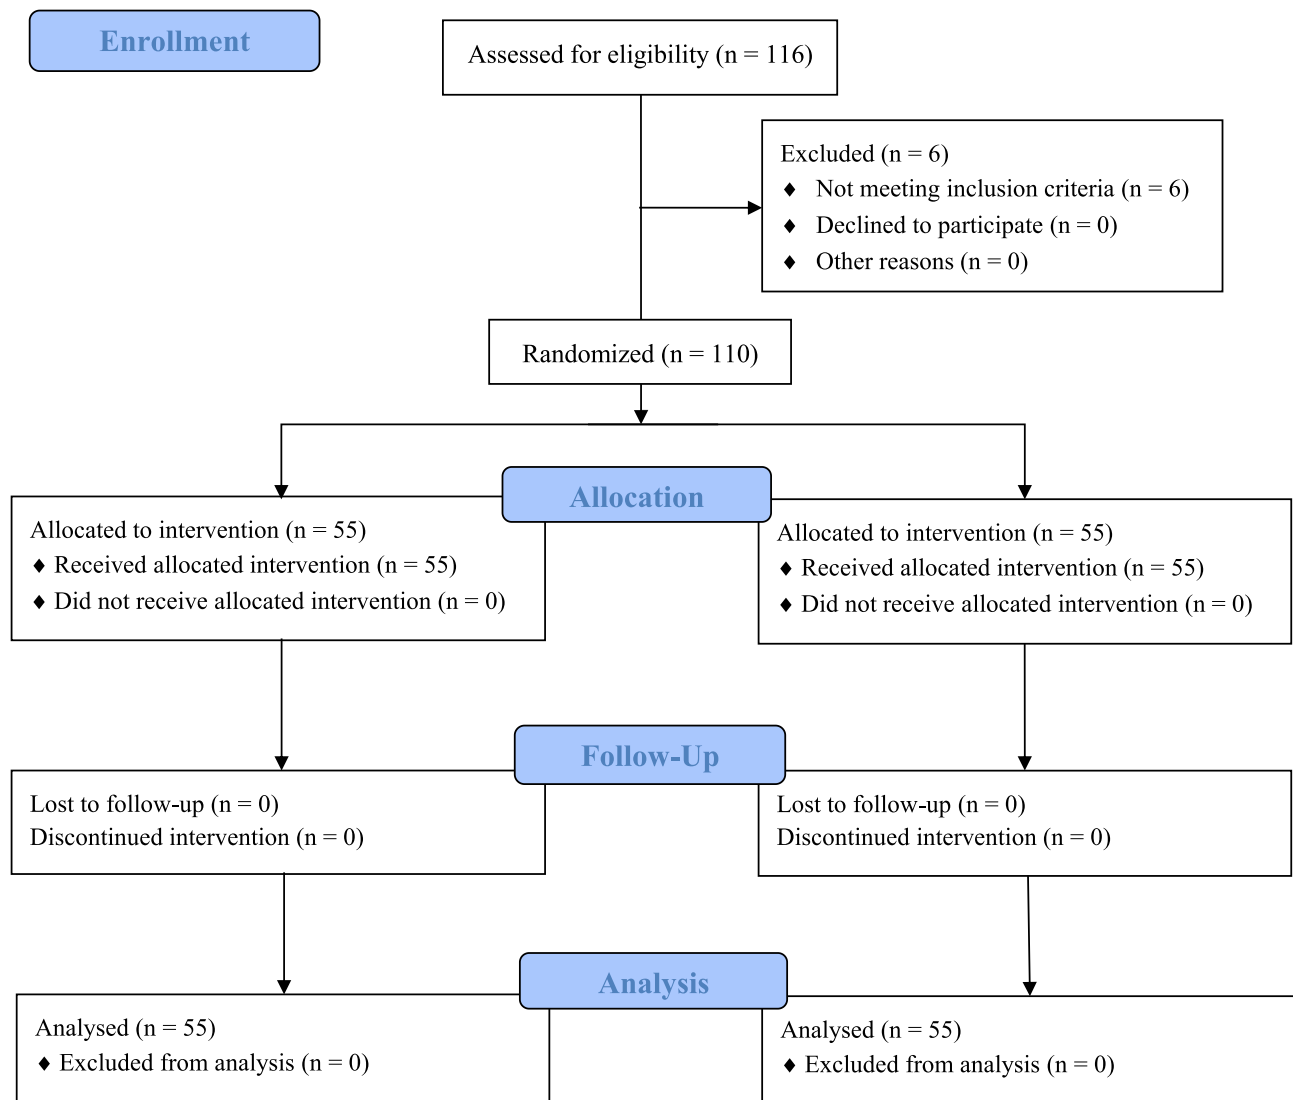 Enrollment
Assessed for eligibility (n = 116)
Excluded (n = 6)
♦ Not meeting inclusion criteria (n = 6)
♦ Declined to participate (n = 0)
♦ Other reasons (n = 0)
Randomized (n = 110)
Allocation
Allocated to intervention (n = 55)
♦ Received allocated intervention (n = 55)
♦ Did not receive allocated intervention (n = 0)
Allocated to intervention (n = 55)
♦ Received allocated intervention (n = 55)
♦ Did not receive allocated intervention (n = 0)
Follow-Up
Lost to follow-up (n = 0)
Discontinued intervention (n = 0)
Lost to follow-up (n = 0)
Discontinued intervention (n = 0)
Analysis
Analysed (n = 55)
♦ Excluded from analysis (n = 0)
Analysed (n = 55)
♦ Excluded from analysis (n = 0)